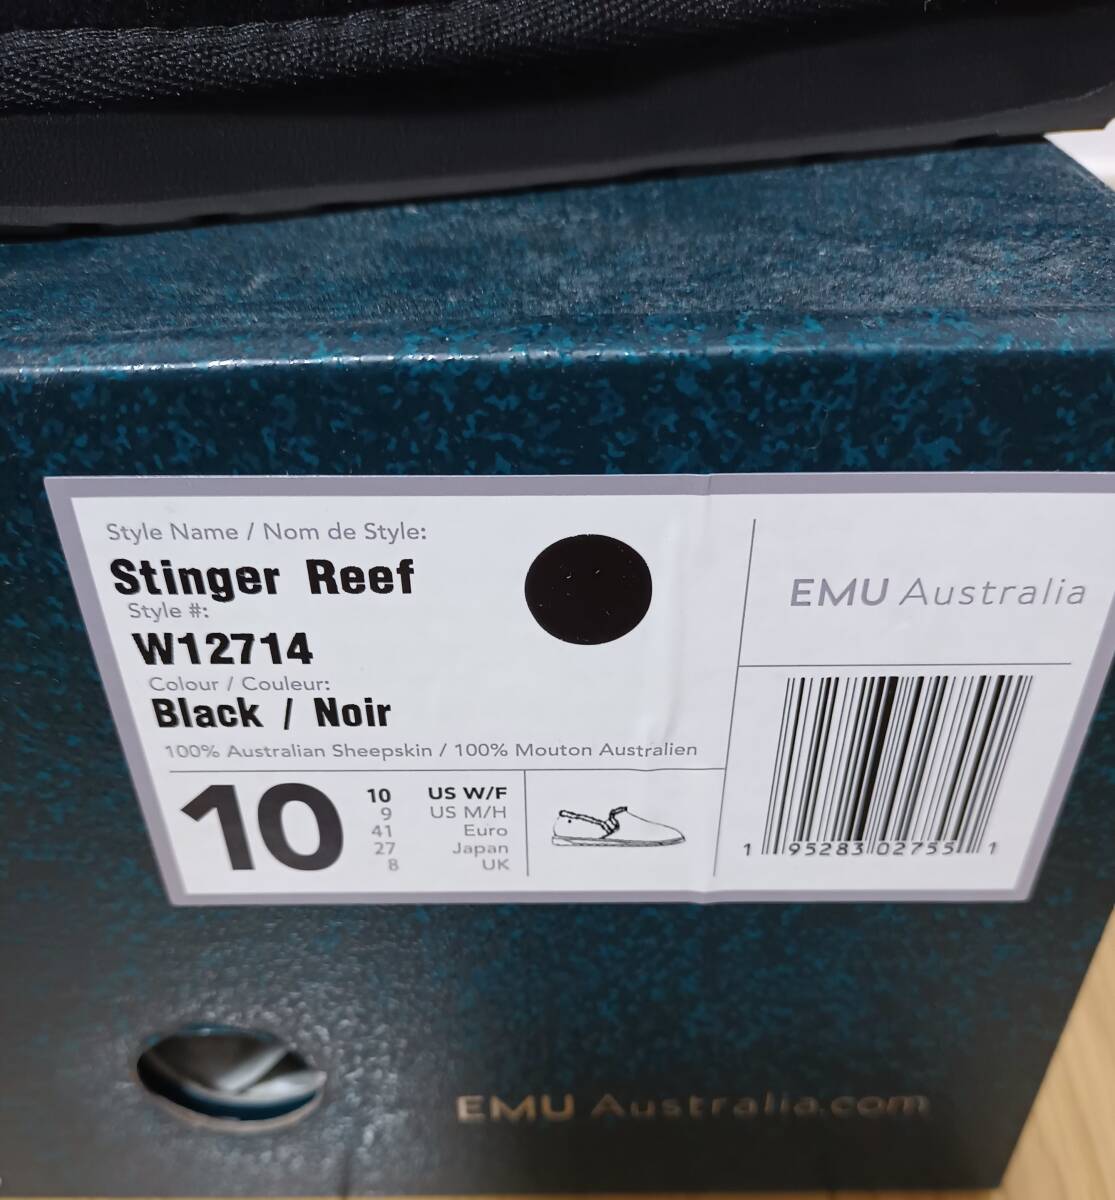 Style Name / Nom de Style:
Stinger Reef
Style #:
W12714
Colour / Couleur:
Black / Noir
100% Australian Sheepskin / 100% Mouton Australien
10
10 US W/F
9 US M/H
41 Euro
27 Japan
8 UK
EMU Australia
1 95283 02755 1
EMU Australia.com